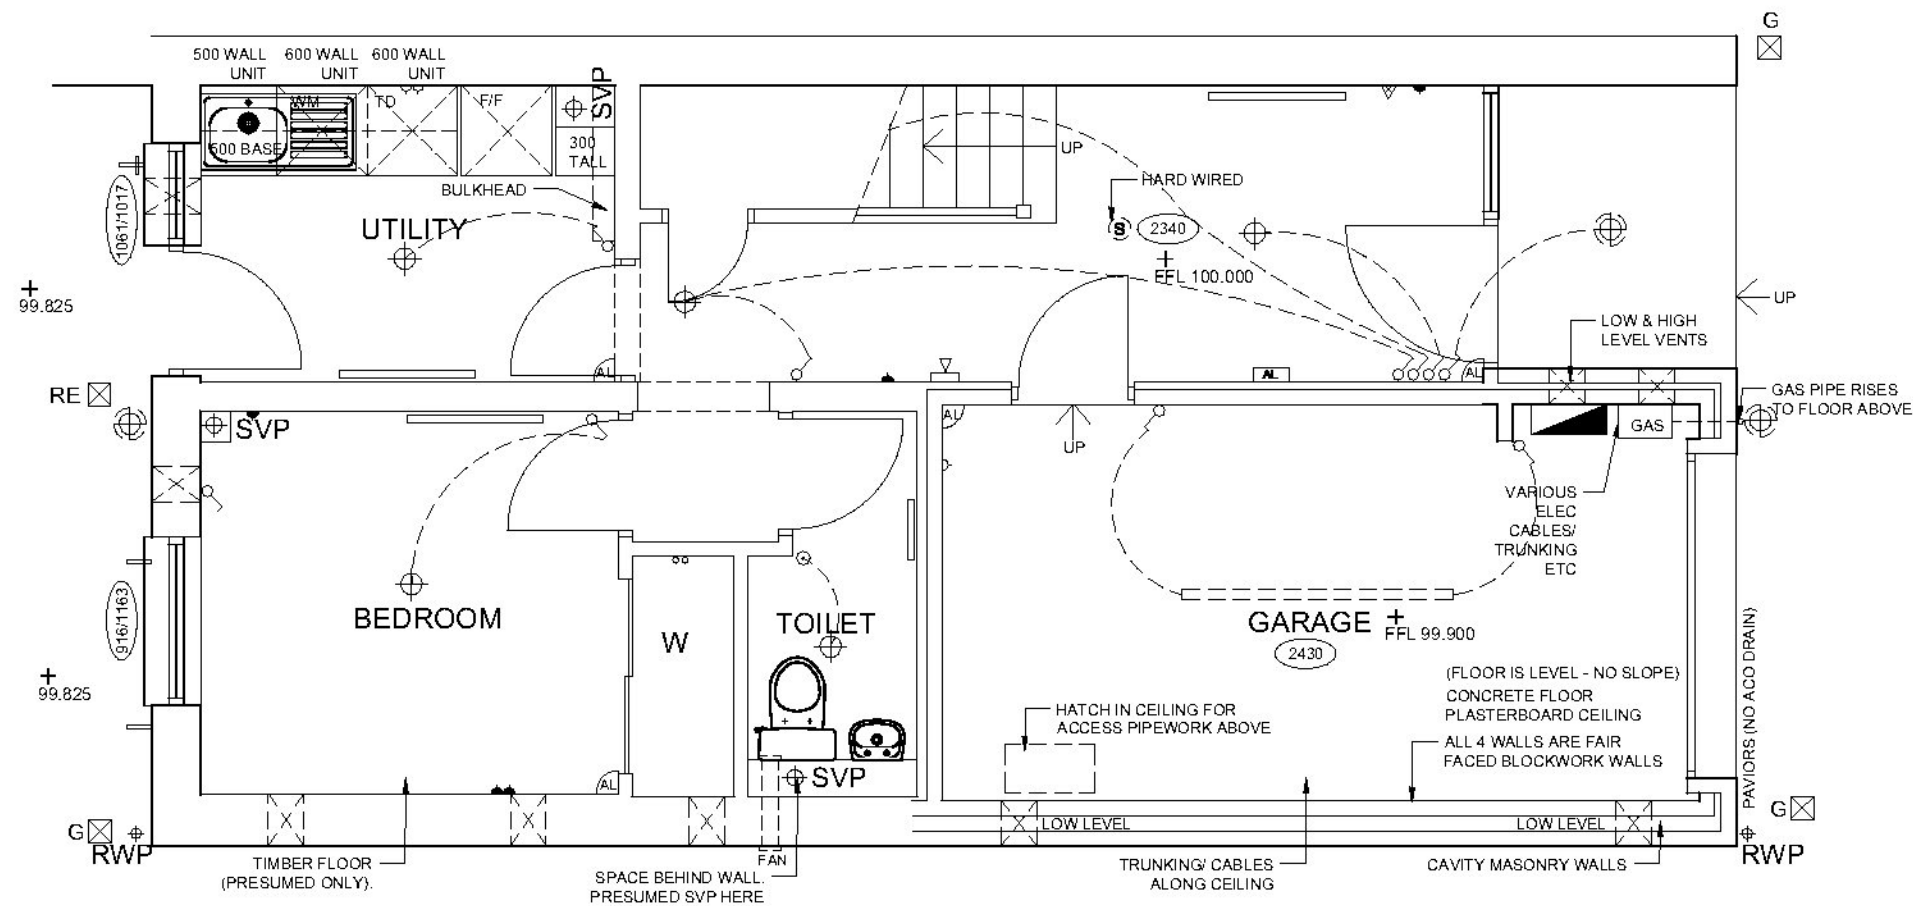 G
500 WALL
UNIT
600 WALL
UNIT
600 WALL
UNIT
SVP
WM
TD
F/F
500 BASE
300
TALL
UP
BULKHEAD
HARD WIRED
1061/1017
UTILITY
S
2340
FFL 100.000
99.825
UP
LOW & HIGH
LEVEL VENTS
AL
AL
AL
RE
GAS PIPE RISES
TO FLOOR ABOVE
SVP
AL
UP
GAS
VARIOUS
ELEC
CABLES/
TRUNKING
ETC
916/1163
BEDROOM
W
TOILET
GARAGE
FFL 99.900
2430
99.825
(FLOOR IS LEVEL - NO SLOPE)
CONCRETE FLOOR
PLASTERBOARD CEILING
HATCH IN CEILING FOR
ACCESS PIPEWORK ABOVE
ALL 4 WALLS ARE FAIR
FACED BLOCKWORK WALLS
PAVIORS (NO ACO DRAIN)
AL
SVP
G
G
LOW LEVEL
LOW LEVEL
RWP
RWP
FAN
TIMBER FLOOR
(PRESUMED ONLY).
SPACE BEHIND WALL.
PRESUMED SVP HERE
TRUNKING/ CABLES
ALONG CEILING
CAVITY MASONRY WALLS